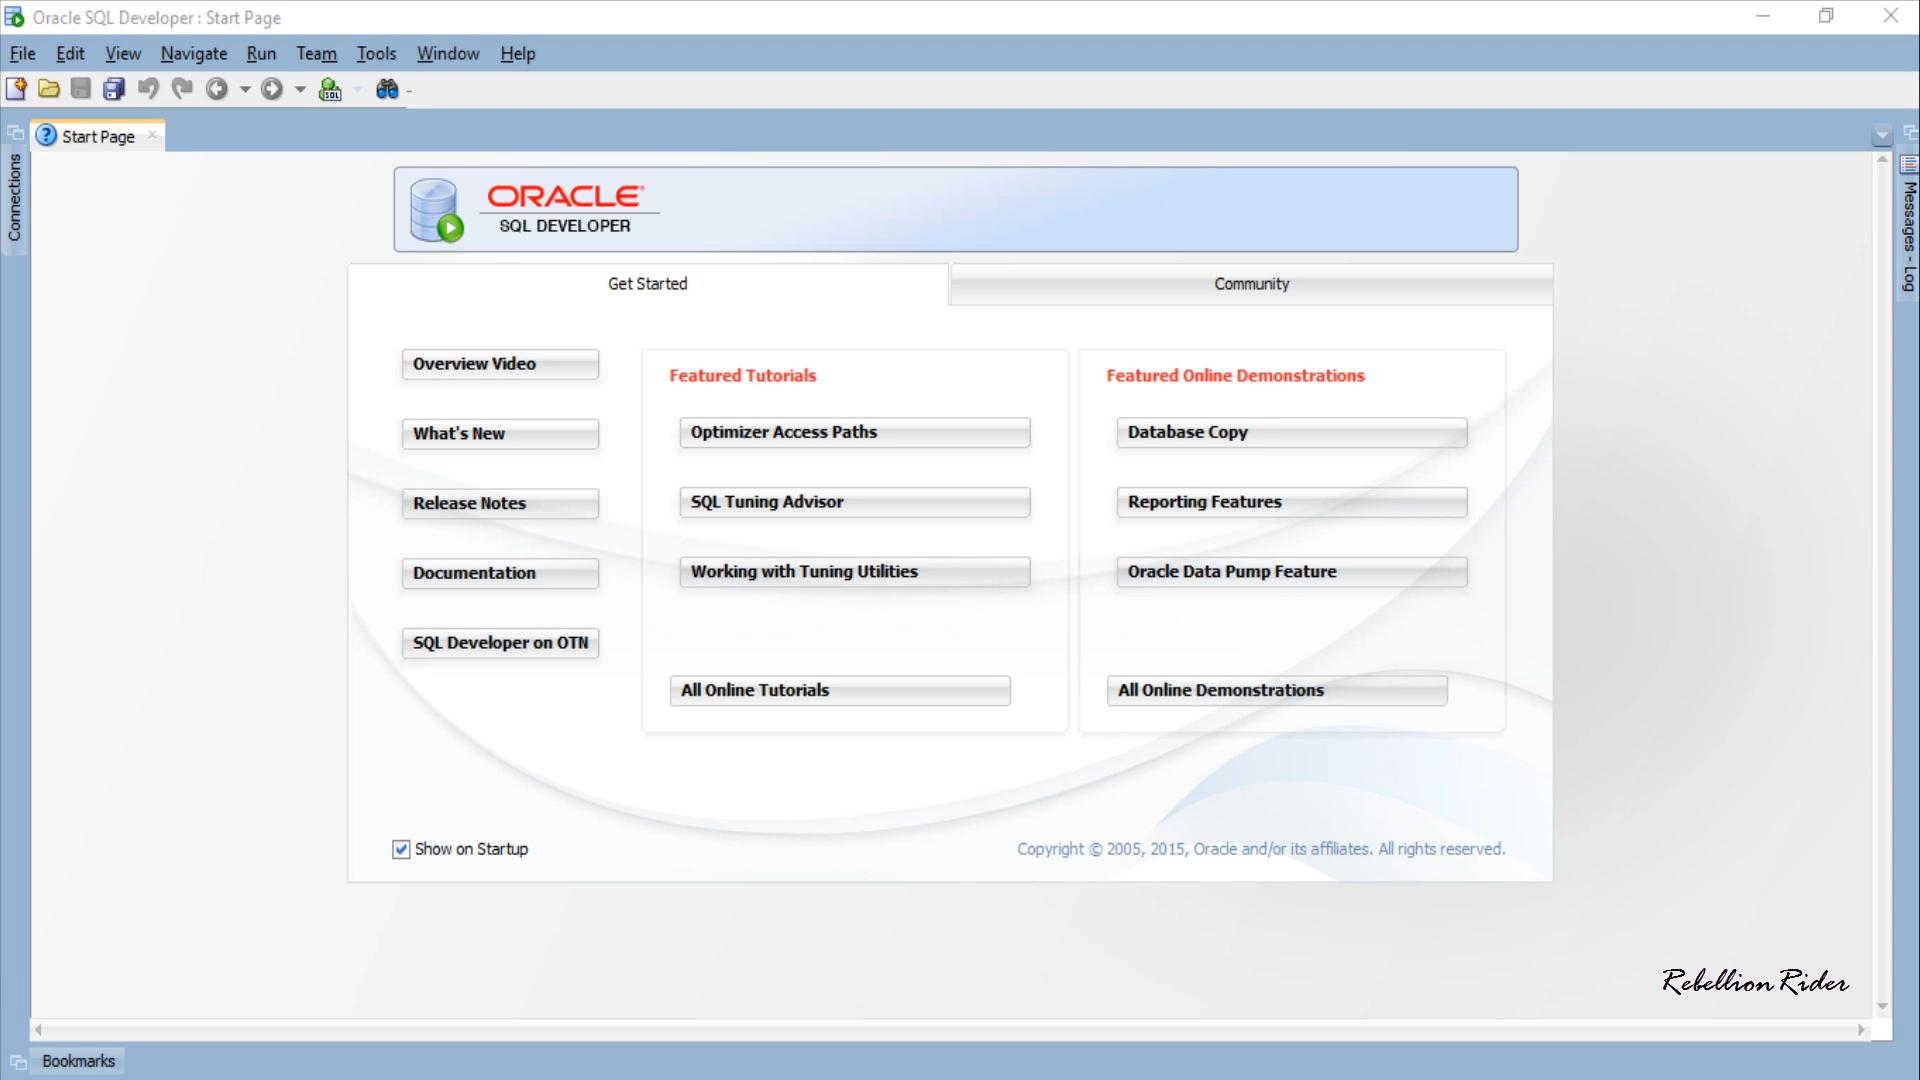 Oracle SQL Developer : Start Page
File Edit View Navigate Run Team Tools Window Help
SQL
Start Page
Connections
Messages - Log
ORACLE
SQL DEVELOPER
Get Started
Community
Overview Video
What's New
Release Notes
Documentation
SQL Developer on OTN
Featured Tutorials
Optimizer Access Paths
SQL Tuning Advisor
Working with Tuning Utilities
All Online Tutorials
Featured Online Demonstrations
Database Copy
Reporting Features
Oracle Data Pump Feature
All Online Demonstrations
Show on Startup
Copyright © 2005, 2015, Oracle and/or its affiliates. All rights reserved.
Rebellion Rider
Bookmarks